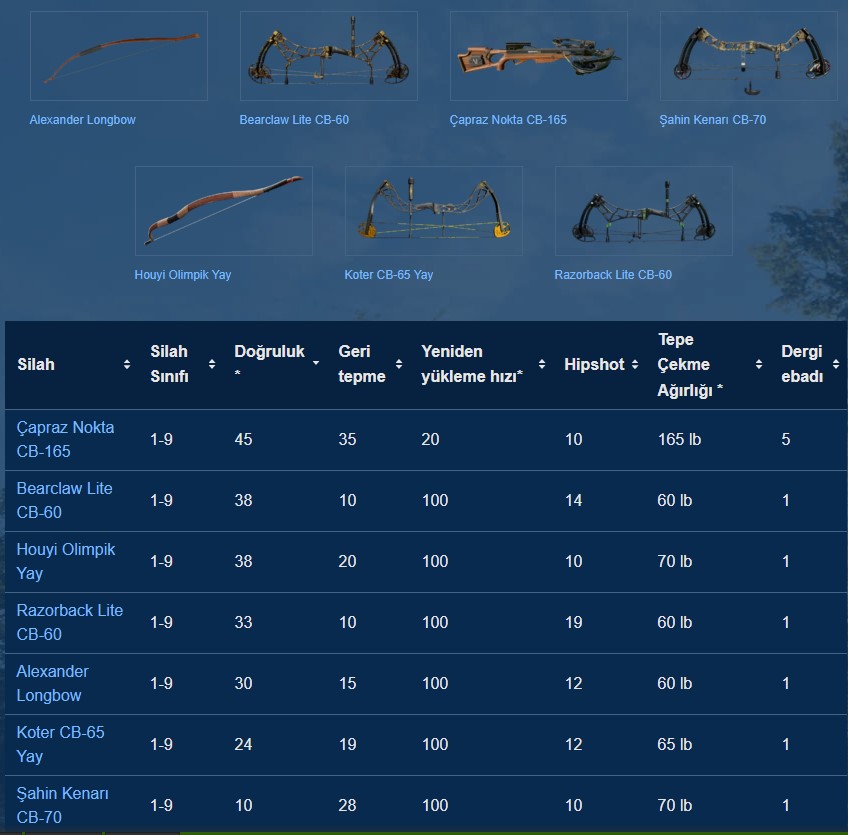 Alexander Longbow
Bearclaw Lite CB-60
Çapraz Nokta CB-165
Şahin Kenarı CB-70
Houyi Olimpik Yay
Koter CB-65 Yay
Razorback Lite CB-60
Silah
Silah
Sınıfı
Doğruluk
*
Geri
tepme
Yeniden
yükleme hızı*
Hipshot
Tepe
Çekme
Ağırlığı *
Dergi
ebadı
Çapraz Nokta
CB-165
1-9
45
35
20
10
165 lb
5
Bearclaw Lite
CB-60
1-9
38
10
100
14
60 lb
1
Houyi Olimpik
Yay
1-9
38
20
100
10
70 lb
1
Razorback Lite
CB-60
1-9
33
10
100
19
60 lb
1
Alexander
Longbow
1-9
30
15
100
12
60 lb
1
Koter CB-65
Yay
1-9
24
19
100
12
65 lb
1
Şahin Kenarı
CB-70
1-9
10
28
100
10
70 lb
1